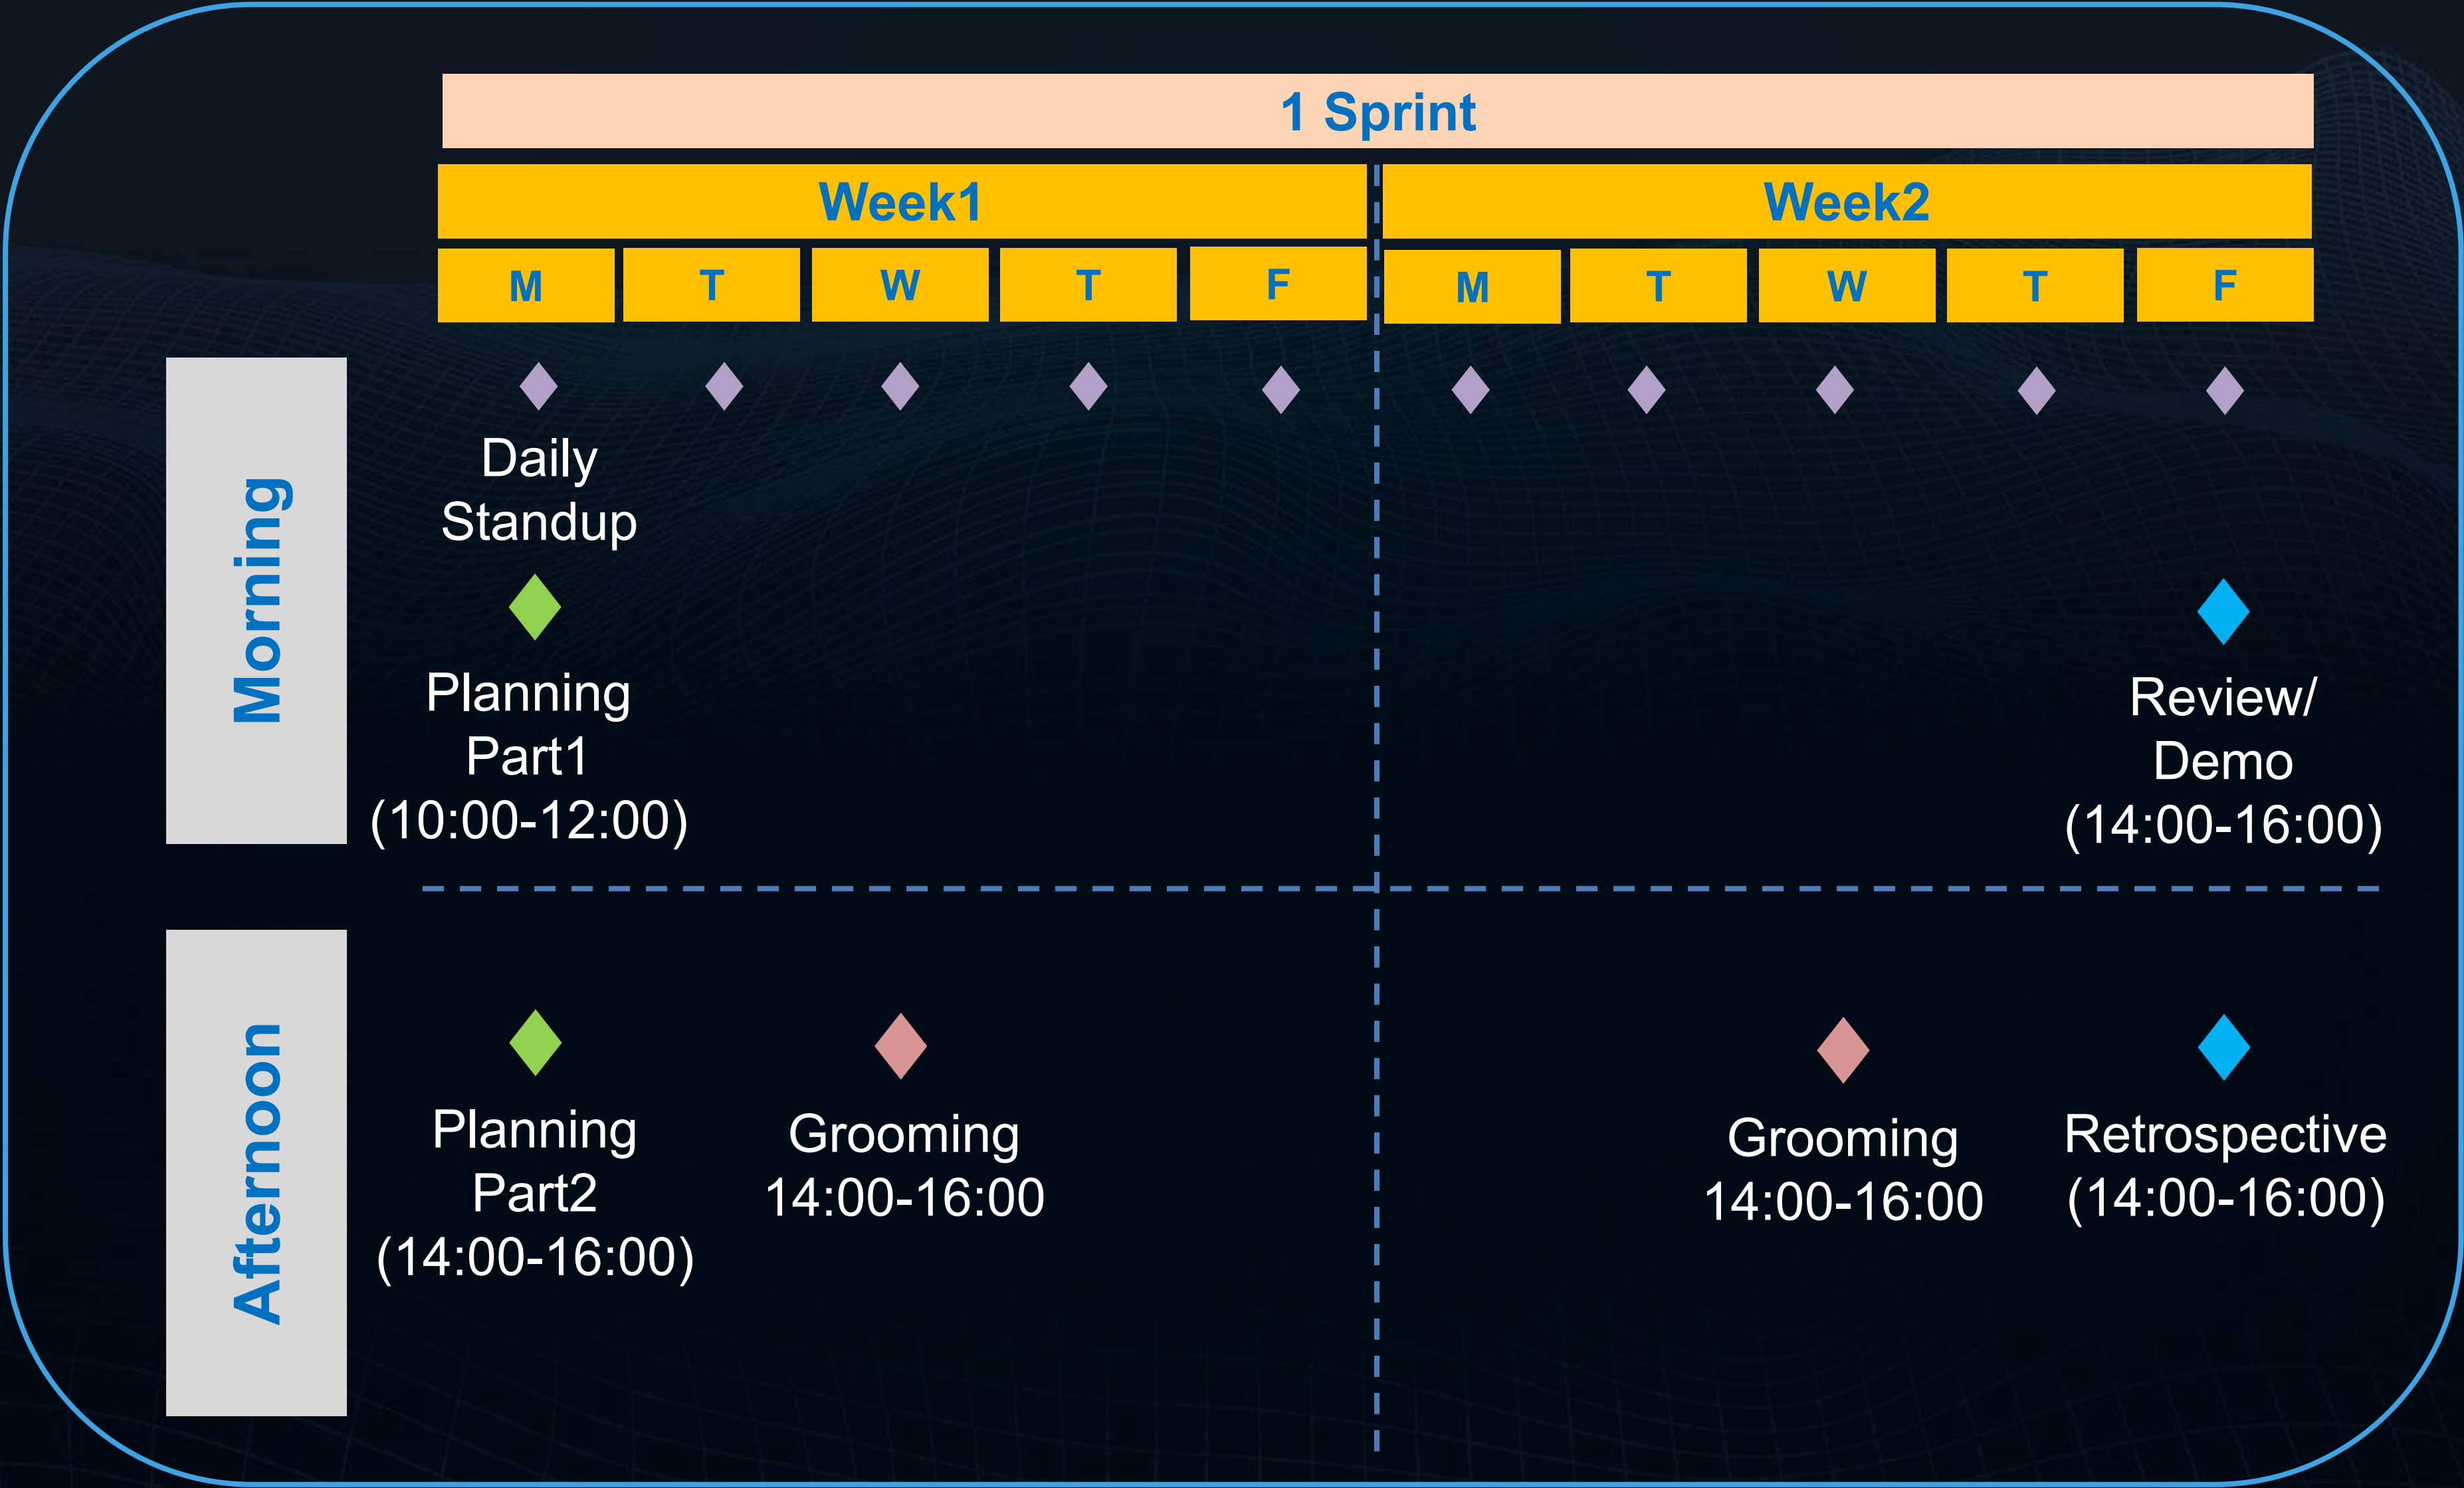 1 Sprint
Week1
Week2
M
T
W
T
F
M
T
W
T
F
Morning
Daily
Standup
Planning
Part1
(10:00-12:00)
Review/
Demo
(14:00-16:00)
Afternoon
Planning
Part2
(14:00-16:00)
Grooming
14:00-16:00
Grooming
14:00-16:00
Retrospective
(14:00-16:00)